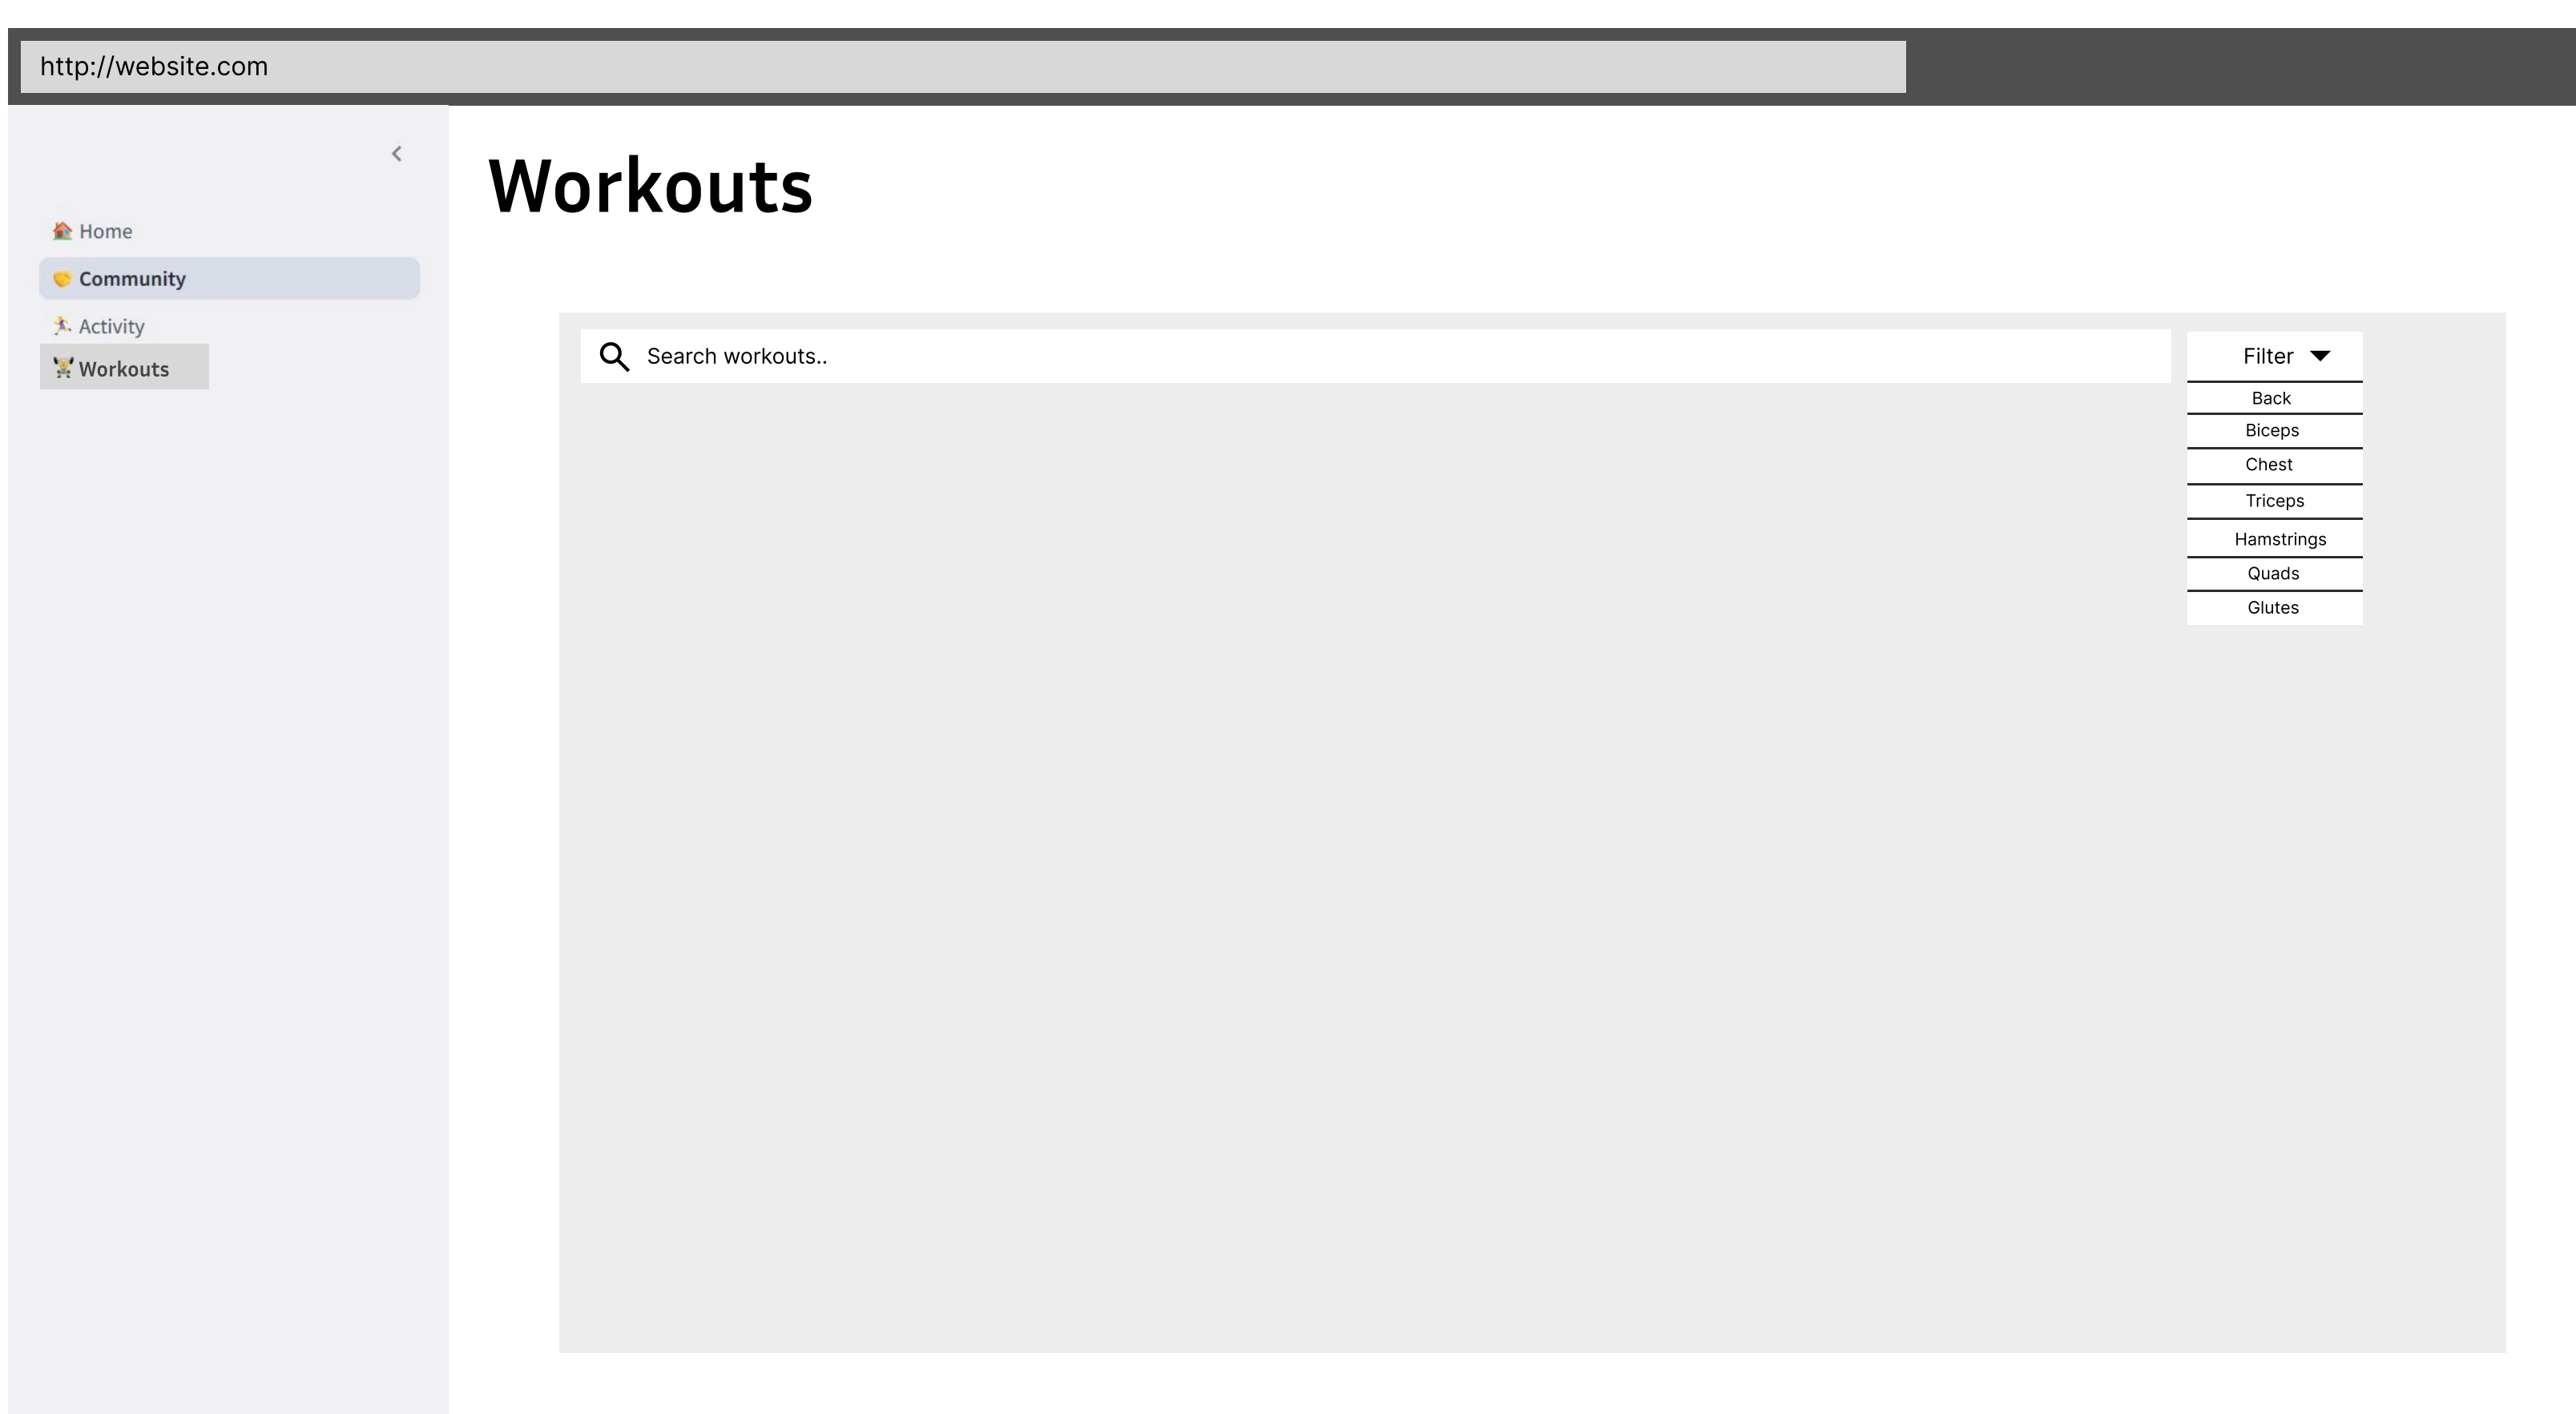 http://website.com
Home
Community
Activity
Workouts
Workouts
Search workouts..
Filter
Back
Biceps
Chest
Triceps
Hamstrings
Quads
Glutes